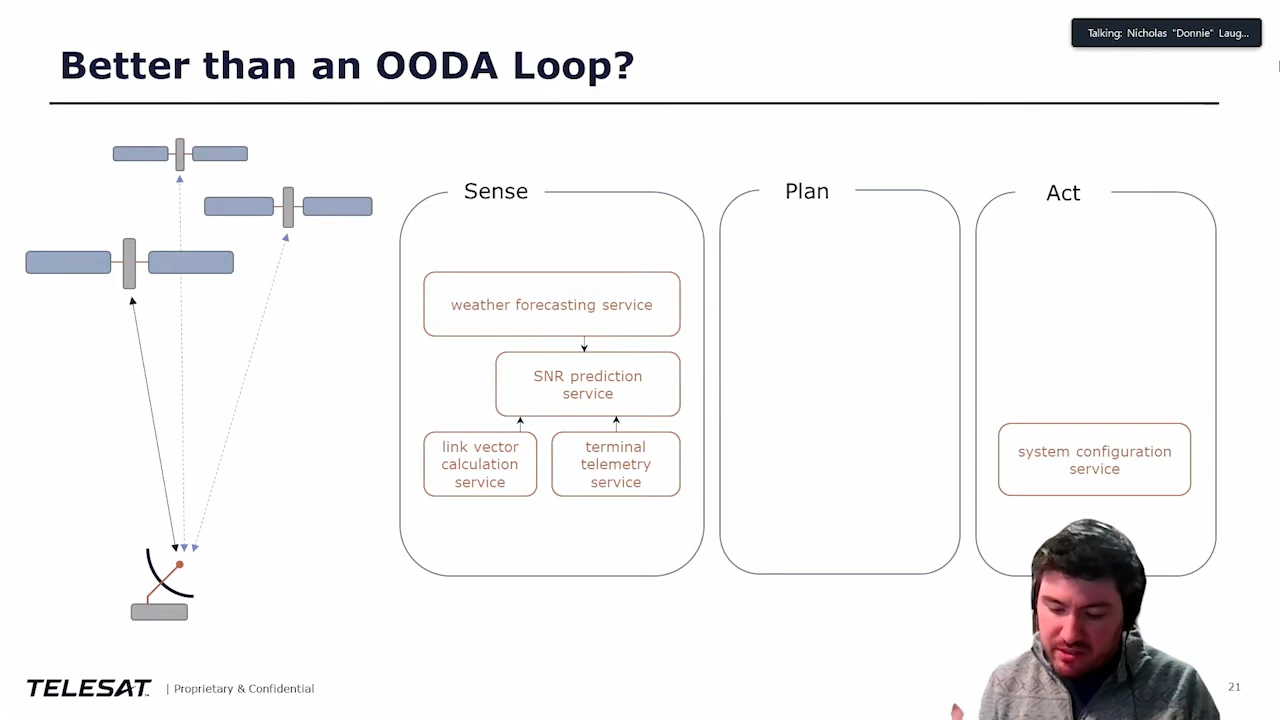 Talking: Nicholas "Donnie" Laug...
Better than an OODA Loop?
Sense
Plan
Act
weather forecasting service
SNR prediction
service
link vector
calculation
service
terminal
telemetry
service
system configuration
service
TELESAT™ | Proprietary & Confidential
21